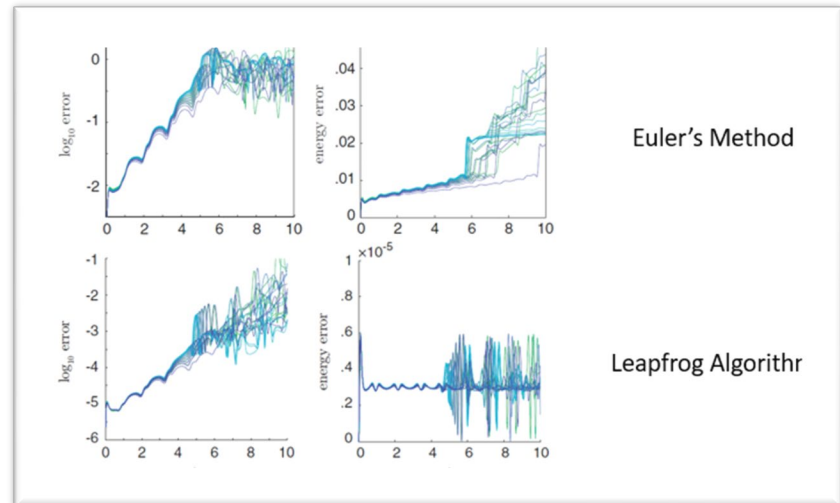 0
-1
-2
log₁₀ error
0 2 4 6 8 10
.04
.03
.02
.01
0
energy error
0 2 4 6 8 10
Euler's Method
-1
-2
-3
-4
-5
-6
log₁₀ error
0 2 4 6 8 10
×10⁻⁵
1
.8
.6
.4
.2
0
energy error
0 2 4 6 8 10
Leapfrog Algorithr